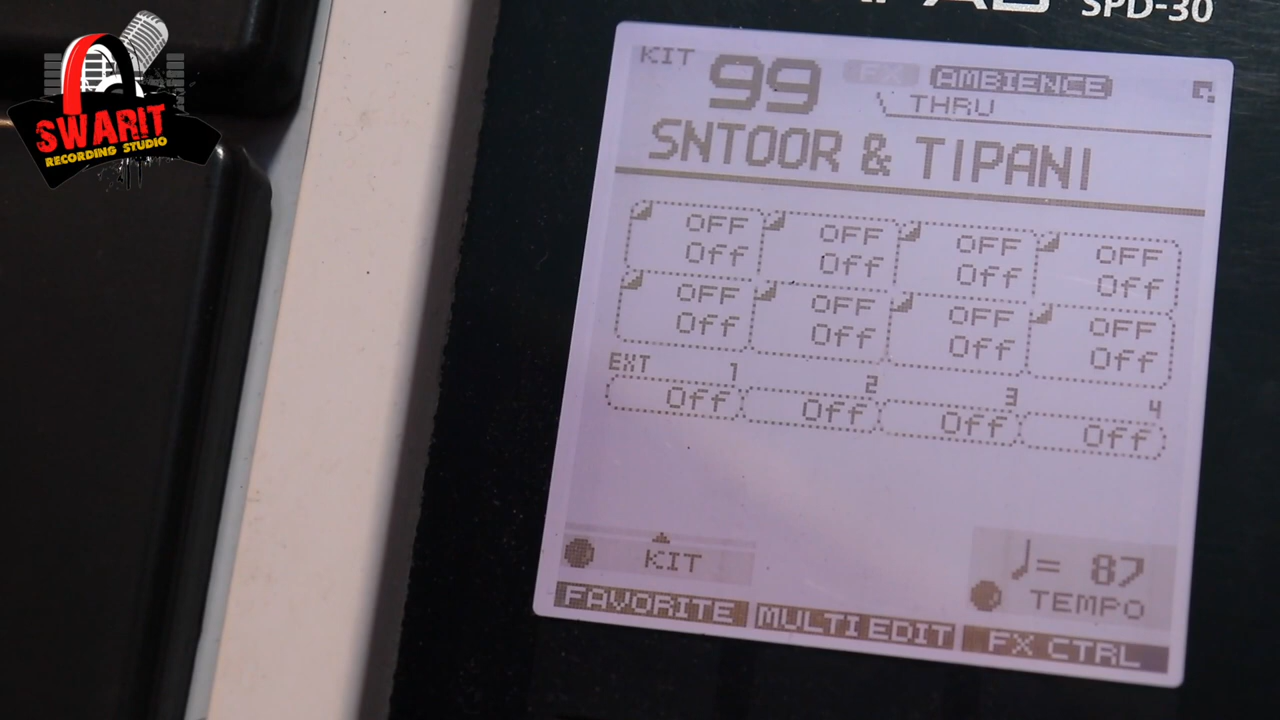 SWARIT
RECORDING STUDIO
SPD-30
KIT 99 FX AMBIENCE
THRU
SNTOOR & TIPANI
OFF OFF OFF OFF
Off Off Off Off
OFF OFF OFF OFF
Off Off Off Off
EXT 1 2 3 4
Off Off Off Off
KIT
♩= 87
TEMPO
FAVORITE MULTI EDIT FX CTRL